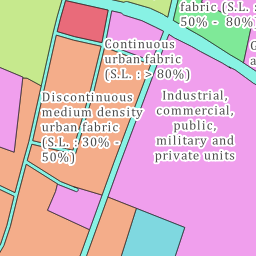 fabric (S.L. :
50% - 80%
Continuous
urban fabric
(S.L. : > 80%)
Discontinuous
medium density
urban fabric
(S.L. : 30% -
50%)
Industrial,
commercial,
public,
military and
private units